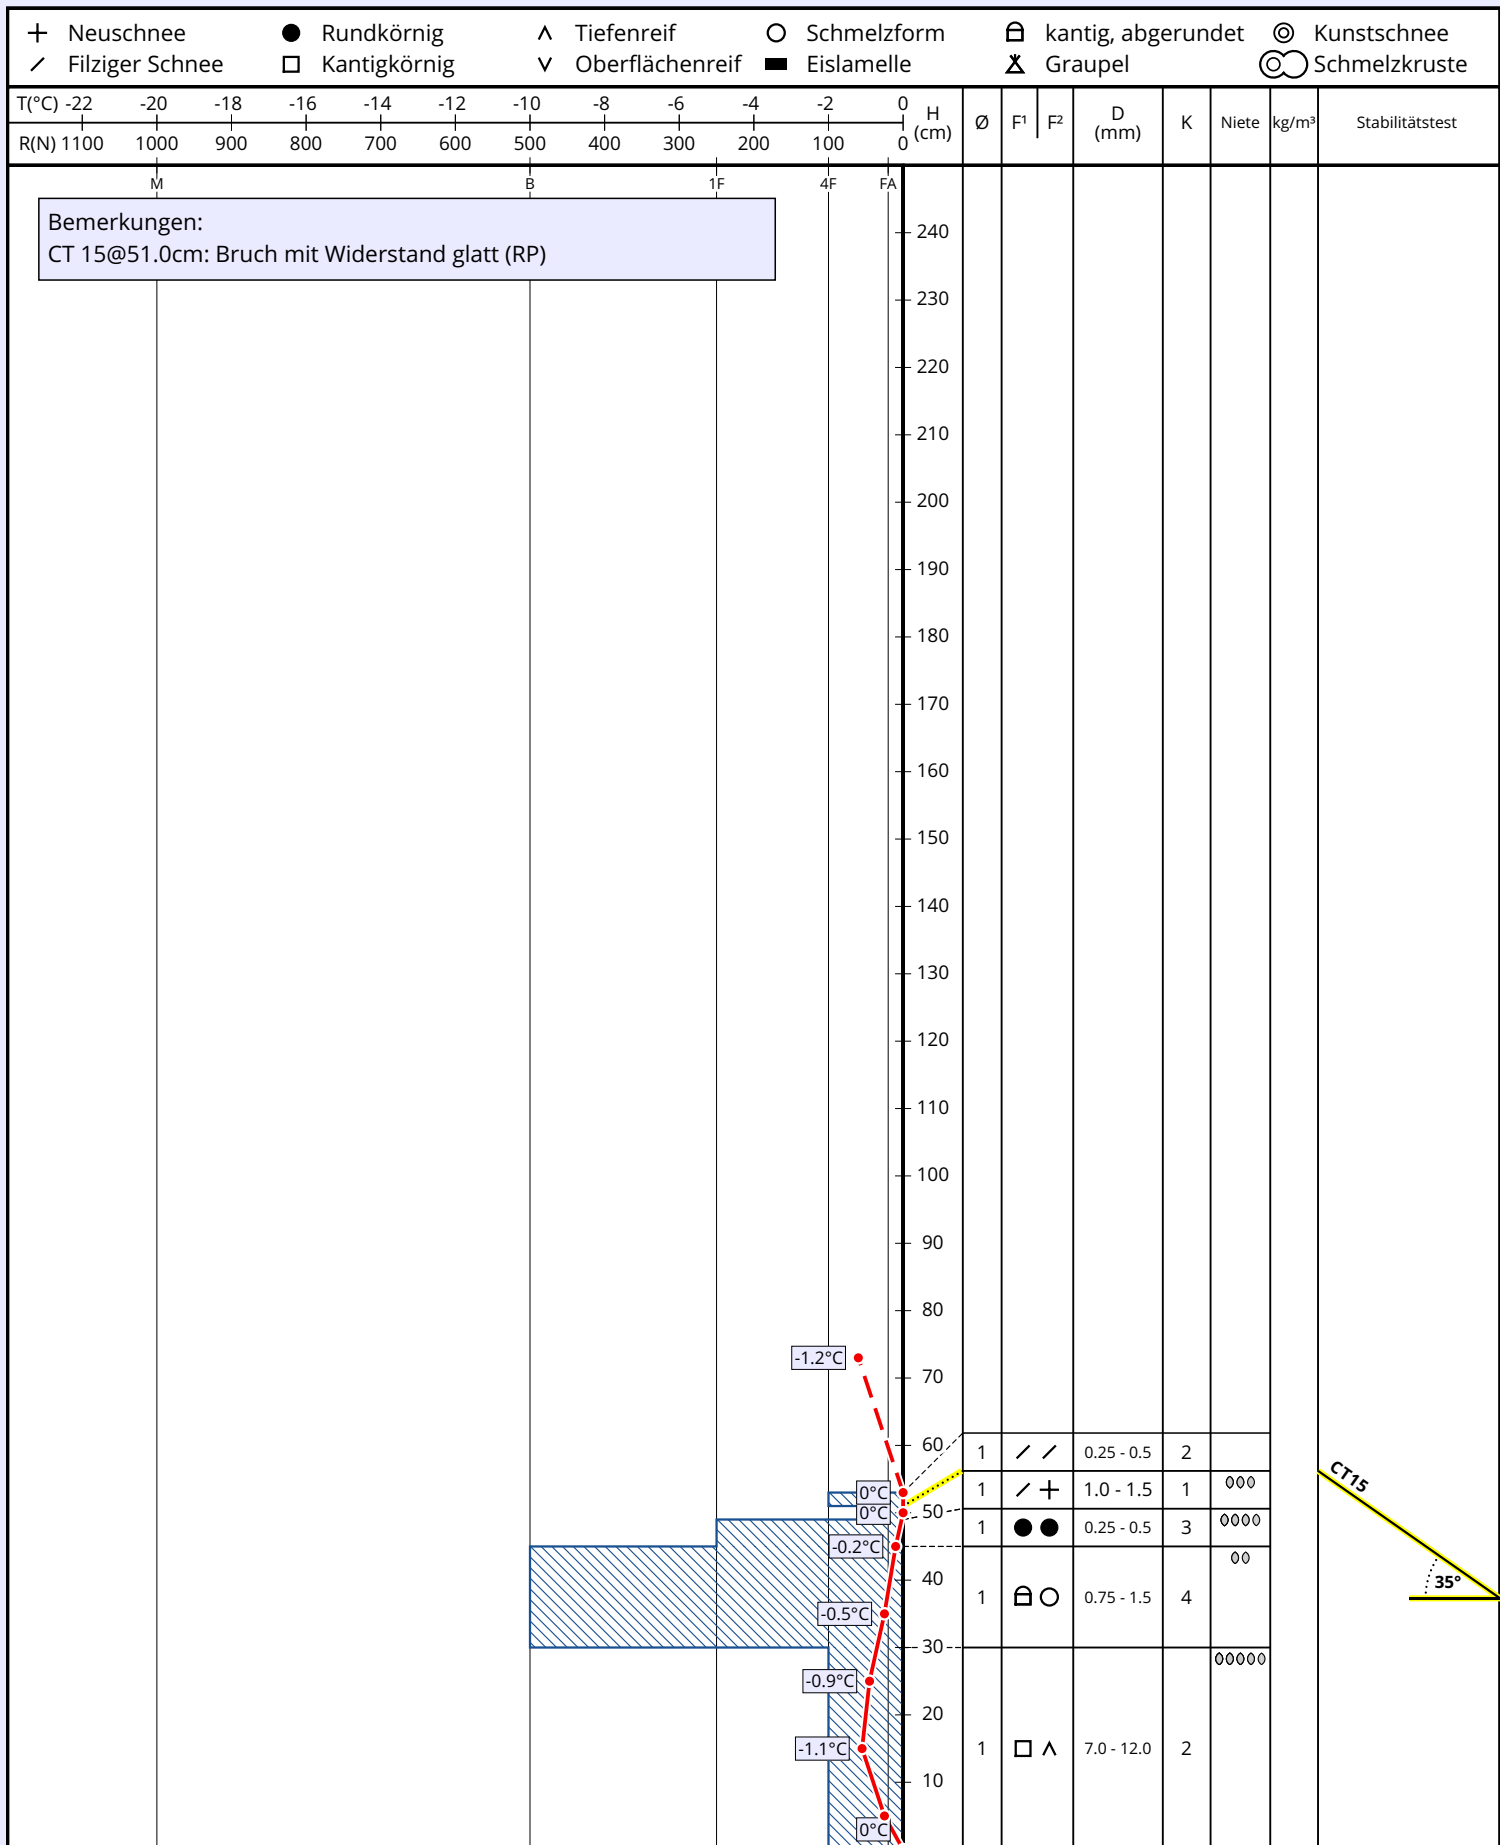 Neuschnee Rundkörnig Tiefenreif Schmelzform kantig, abgerundet Kunstschnee
Filziger Schnee Kantigkörnig Oberflächenreif Eislamelle Graupel Schmelzkruste
T(°C) -22 -20 -18 -16 -14 -12 -10 -8 -6 -4 -2 0
R(N) 1100 1000 900 800 700 600 500 400 300 200 100 0
H
(cm)
Ø
F¹ F²
D
(mm)
K
Niete
kg/m³
Stabilitätstest
M B 1F 4F FA
Bemerkungen:
CT 15@51.0cm: Bruch mit Widerstand glatt (RP)
240
230
220
210
200
190
180
170
160
150
140
130
120
110
100
90
80
-1.2°C
70
60
1 0.25 - 0.5 2
0°C
1 1.0 - 1.5 1
CT15
0°C
50
1 0.25 - 0.5 3
-0.2°C
40
35°
1 0.75 - 1.5 4
-0.5°C
30
-0.9°C
20
-1.1°C
1 7.0 - 12.0 2
10
0°C